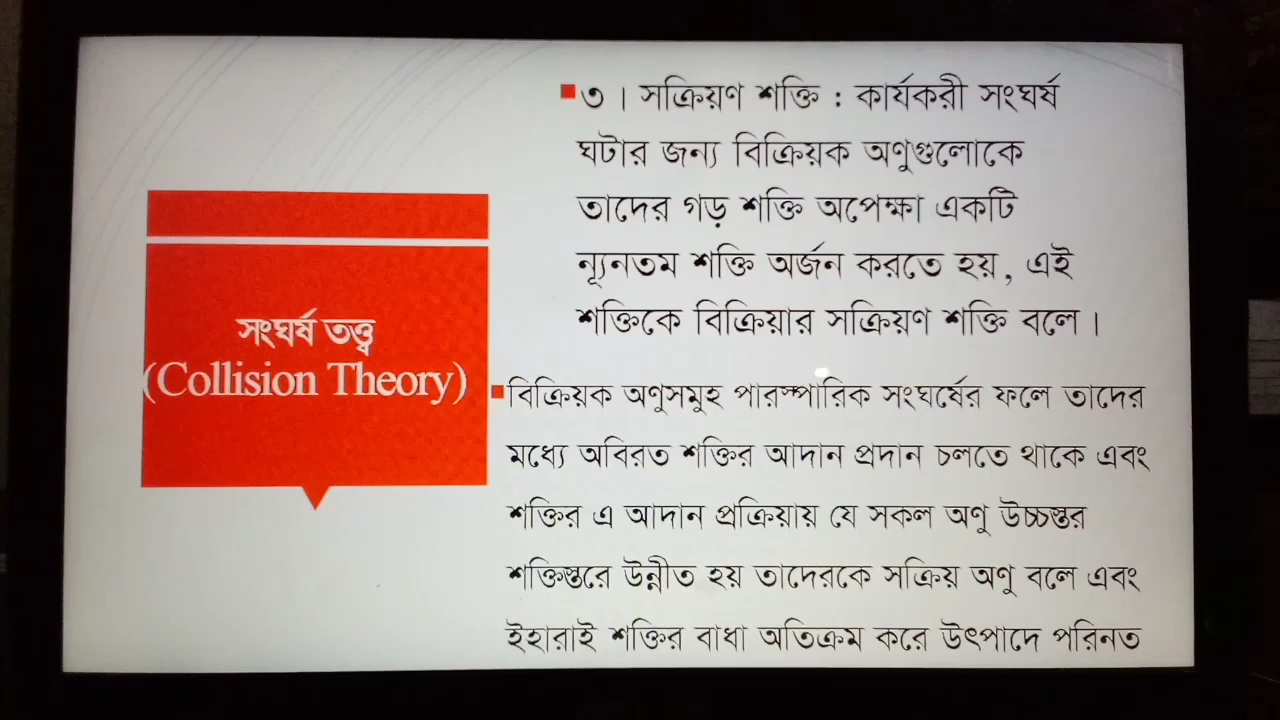 সংঘর্ষ তত্ত্ব
(Collision Theory)
৩ । সক্রিয়ণ শক্তি : কার্যকরী সংঘর্ষ
ঘটার জন্য বিক্রিয়ক অণুগুলোকে
তাদের গড় শক্তি অপেক্ষা একটি
ন্যূনতম শক্তি অর্জন করতে হয়, এই
শক্তিকে বিক্রিয়ার সক্রিয়ণ শক্তি বলে ।
বিক্রিয়ক অণুসমুহ পারস্পারিক সংঘর্ষের ফলে তাদের
মধ্যে অবিরত শক্তির আদান প্রদান চলতে থাকে এবং
শক্তির এ আদান প্রক্রিয়ায় যে সকল অণু উচ্চস্তর
শক্তিস্তরে উন্নীত হয় তাদেরকে সক্রিয় অণু বলে এবং
ইহারাই শক্তির বাধা অতিক্রম করে উৎপাদে পরিনত